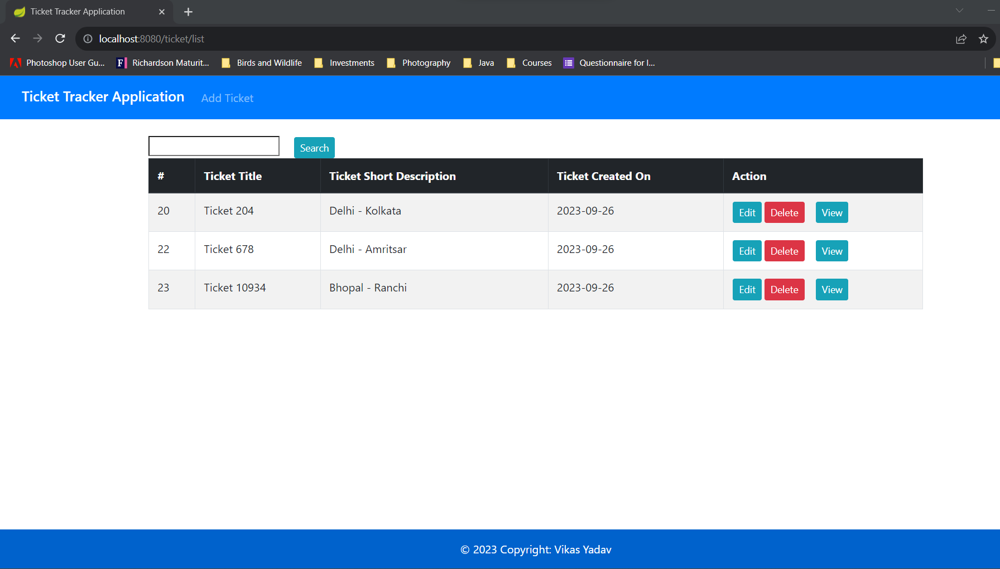 Ticket Tracker Application
localhost:8080/ticket/list
Photoshop User Gu... Richardson Maturit... Birds and Wildlife Investments Photography Java Courses Questionnaire for I...
Ticket Tracker Application Add Ticket
Search
# Ticket Title Ticket Short Description Ticket Created On Action
20 Ticket 204 Delhi - Kolkata 2023-09-26 Edit Delete View
22 Ticket 678 Delhi - Amritsar 2023-09-26 Edit Delete View
23 Ticket 10934 Bhopal - Ranchi 2023-09-26 Edit Delete View
© 2023 Copyright: Vikas Yadav